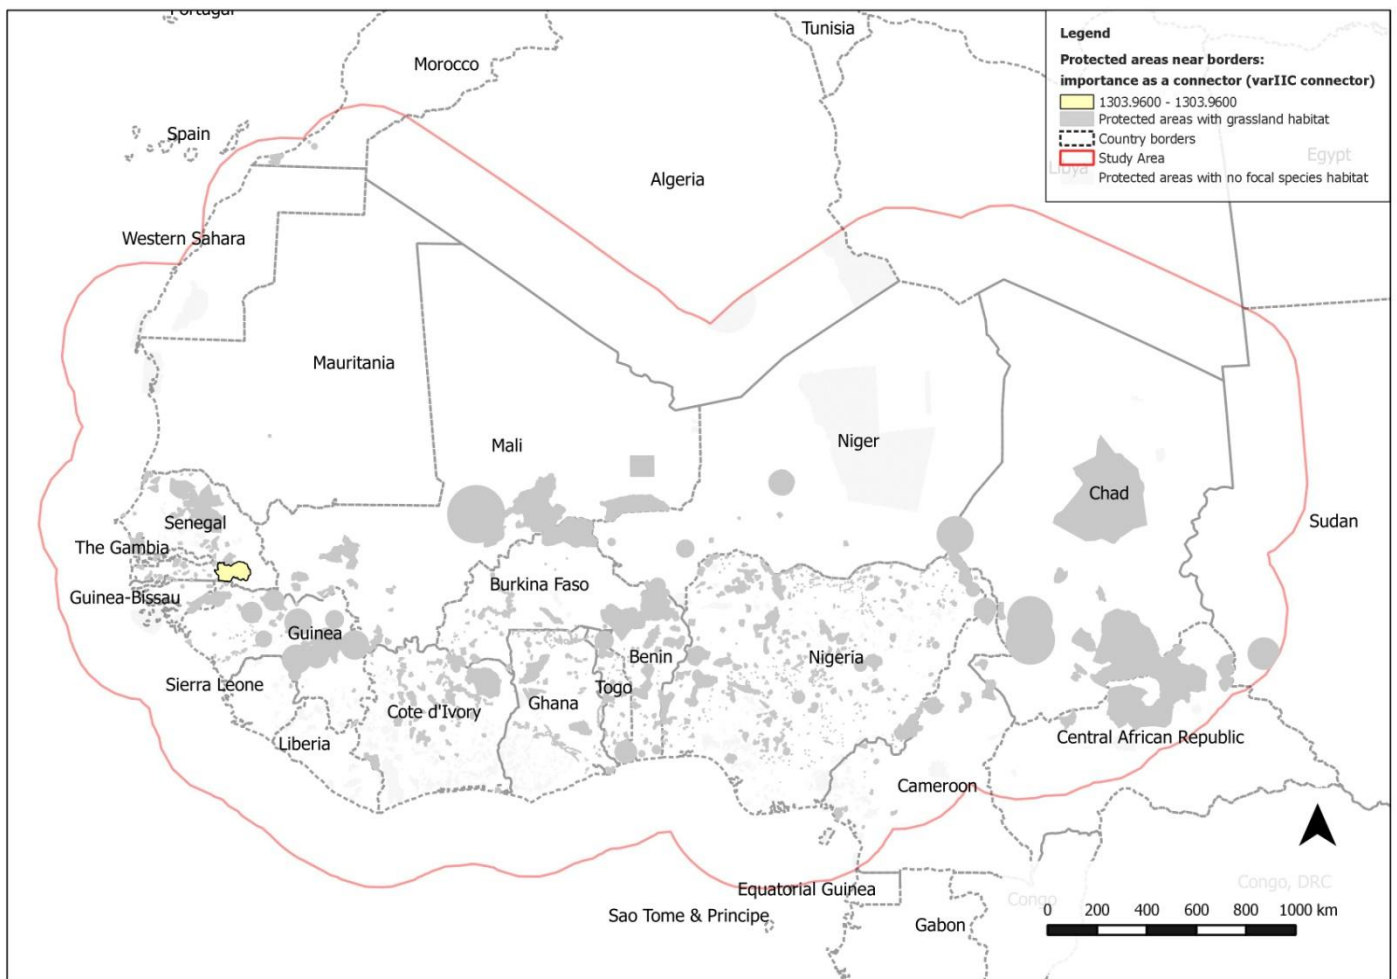 Portugal
Tunisia
Morocco
Legend
Protected areas near borders:
importance as a connector (varIIC connector)
1303.9600 - 1303.9600
Protected areas with grassland habitat
Country borders
Study Area
Protected areas with no focal species habitat
Spain
Egypt
Libya
Algeria
Western Sahara
Mauritania
Mali
Niger
Chad
Sudan
Senegal
The Gambia
Guinea-Bissau
Burkina Faso
Guinea
Benin
Nigeria
Sierra Leone
Togo
Ghana
Cote d'Ivory
Liberia
Central African Republic
Cameroon
Equatorial Guinea
Congo, DRC
Congo
Sao Tome & Principe
Gabon
0 200 400 600 800 1000 km